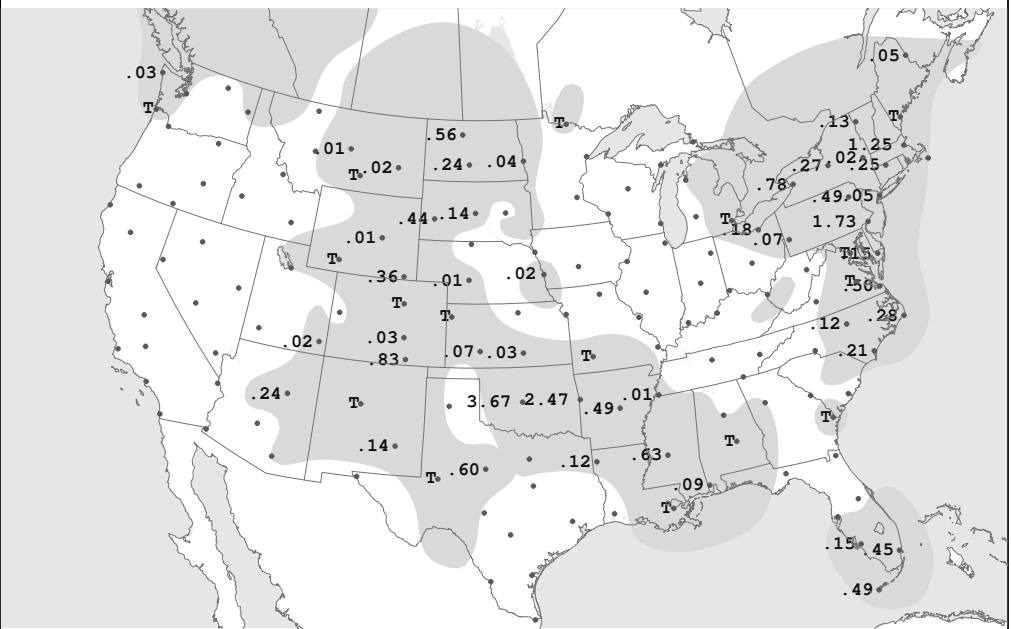 .05
.03
T
T
T
.13
.56
1.25
.01
.02
.24
.04
.27
.02
.25
T
.78
.49
.05
.44
.14
T
1.73
.18
.07
.01
T
T
.15
.36
.01
.02
T
.50
T
T
.28
.12
.02
.03
.21
.83
.07
.03
T
.24
T
3.67
2.47
.49
.01
T
T
.14
.12
.63
.60
T
.09
T
.15
.45
.49